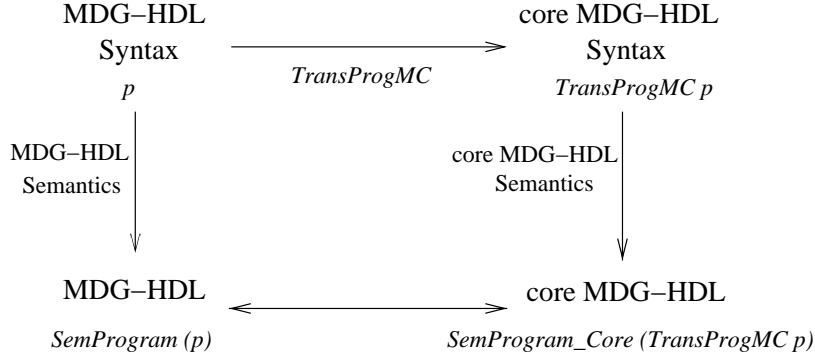 MDG–HDL
Syntax
p
TransProgMC
core MDG–HDL
Syntax
TransProgMC p
MDG–HDL
Semantics
core MDG–HDL
Semantics
MDG–HDL
SemProgram (p)
core MDG–HDL
SemProgram_Core (TransProgMC p)